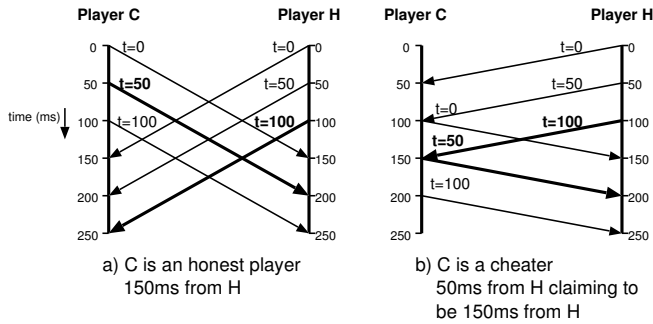 Player C Player H Player C Player H
0 t=0 t=0 0 0 t=0 0
50 t=50 t=50 50 50 t=50 50
time (ms) 100 t=100 t=100 100 100 t=0 t=100 100
150 150 150 t=50 150
200 200 200 t=100 200
250 250 250 250
a) C is an honest player b) C is a cheater
150ms from H 50ms from H claiming to
be 150ms from H